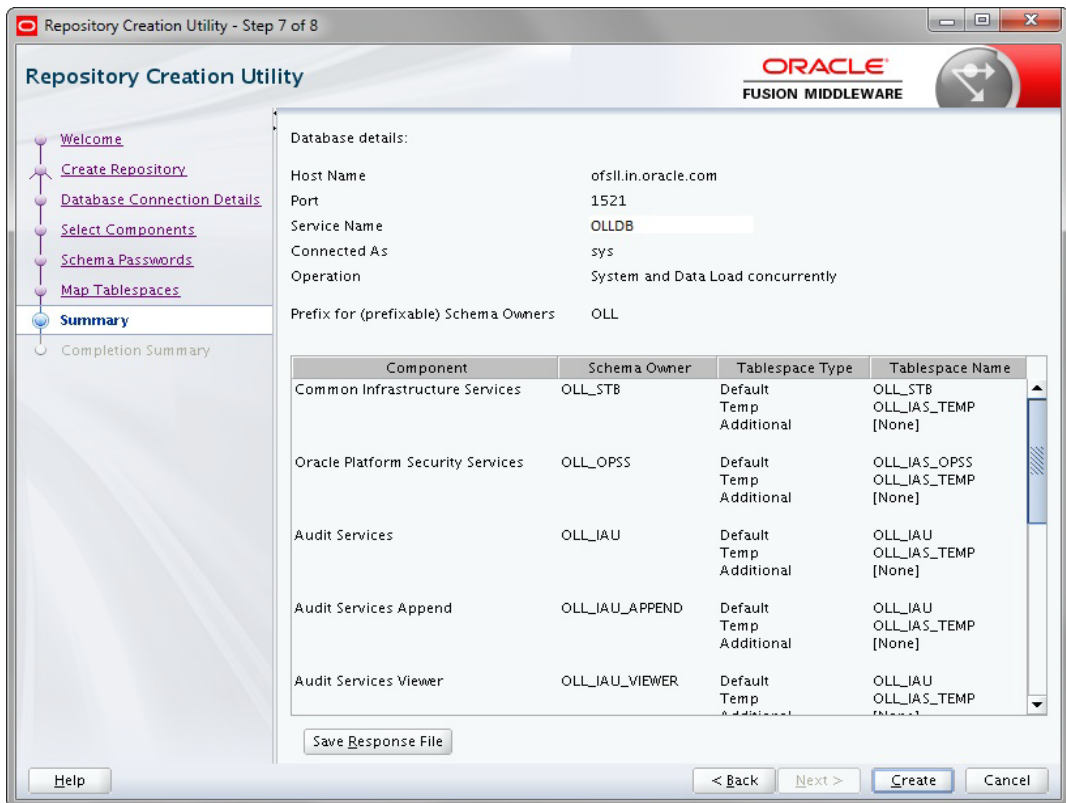 Repository Creation Utility - Step 7 of 8
Repository Creation Utility
ORACLE
FUSION MIDDLEWARE
Welcome
Create Repository
Database Connection Details
Select Components
Schema Passwords
Map Tablespaces
Summary
Completion Summary
Database details:
Host Name ofsll.in.oracle.com
Port 1521
Service Name OLLDB
Connected As sys
Operation System and Data Load concurrently
Prefix for (prefixable) Schema Owners OLL
Component Schema Owner Tablespace Type Tablespace Name
Common Infrastructure Services OLL_STB Default OLL_STB
Temp OLL_IAS_TEMP
Additional [None]
Oracle Platform Security Services OLL_OPSS Default OLL_IAS_OPSS
Temp OLL_IAS_TEMP
Additional [None]
Audit Services OLL_IAU Default OLL_IAU
Temp OLL_IAS_TEMP
Additional [None]
Audit Services Append OLL_IAU_APPEND Default OLL_IAU
Temp OLL_IAS_TEMP
Additional [None]
Audit Services Viewer OLL_IAU_VIEWER Default OLL_IAU
Temp OLL_IAS_TEMP
Save Response File
Help < Back Next > Create Cancel